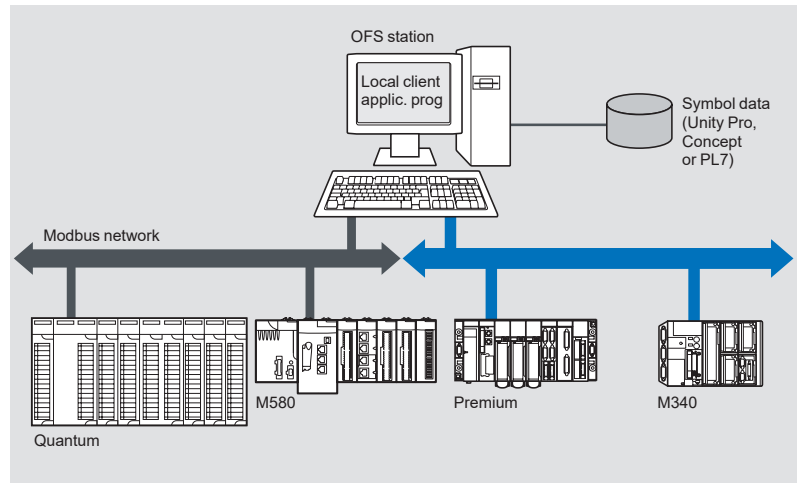 OFS station
Local client
applic. prog
Symbol data
(Unity Pro,
Concept
or PL7)
Modbus network
M580
Premium
M340
Quantum